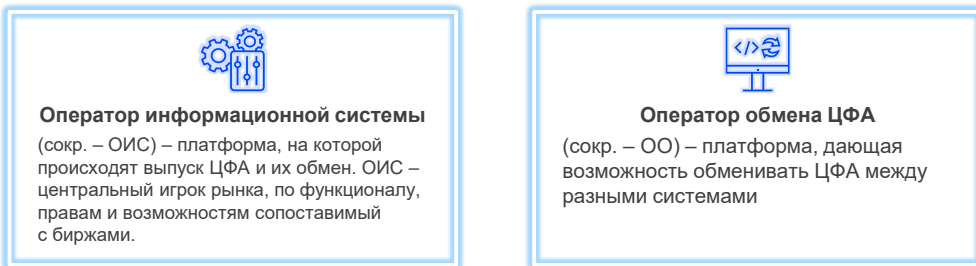 Оператор информационной системы
(сокр. – ОИС) – платформа, на которой
происходят выпуск ЦФА и их обмен. ОИС –
центральный игрок рынка, по функционалу,
правам и возможностям сопоставимый
с биржами.
</>
Оператор обмена ЦФА
(сокр. – ОО) – платформа, дающая
возможность обменивать ЦФА между
разными системами